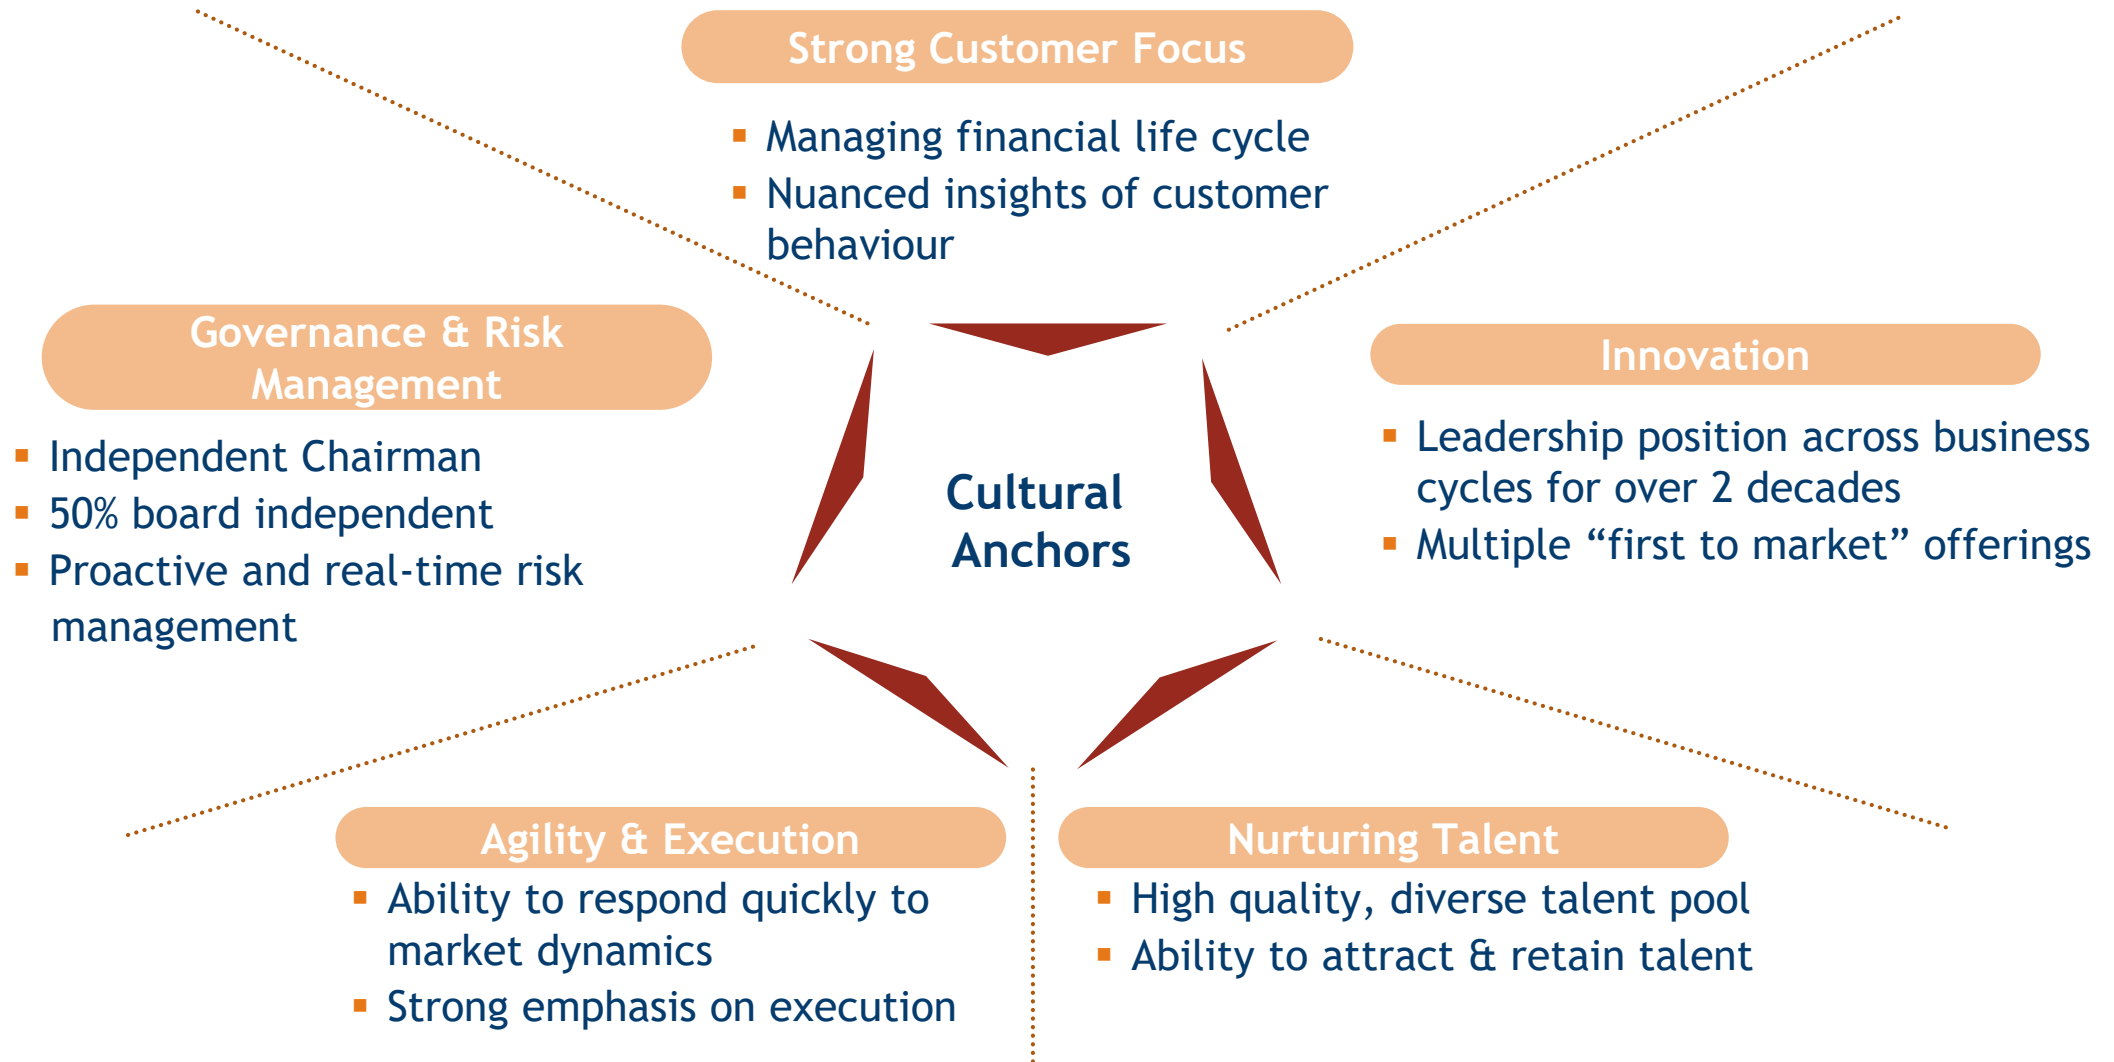 Strong Customer Focus
▪ Managing financial life cycle
▪ Nuanced insights of customer
behaviour
Governance & Risk
Management
▪ Independent Chairman
▪ 50% board independent
▪ Proactive and real-time risk
management
Cultural
Anchors
Innovation
▪ Leadership position across business
cycles for over 2 decades
▪ Multiple “first to market” offerings
Agility & Execution
▪ Ability to respond quickly to
market dynamics
▪ Strong emphasis on execution
Nurturing Talent
▪ High quality, diverse talent pool
▪ Ability to attract & retain talent